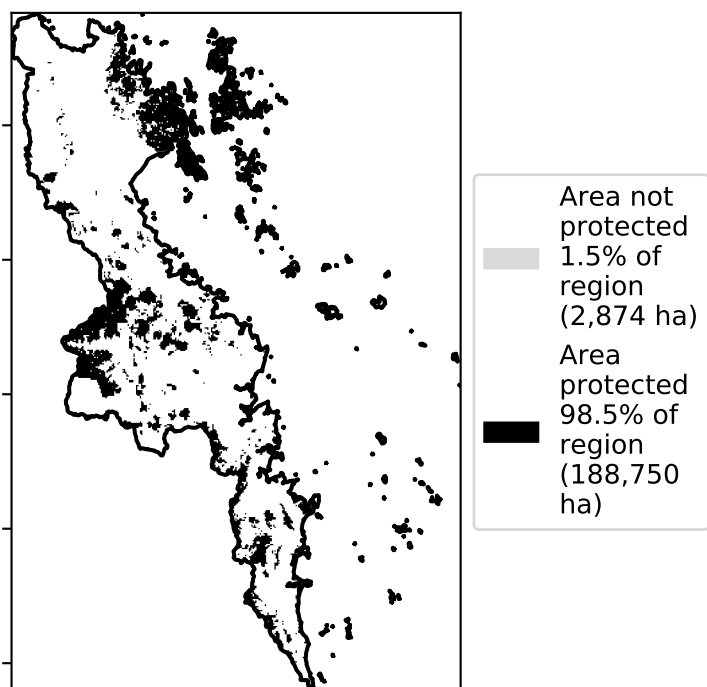 Area not
protected
1.5% of
region
(2,874 ha)
Area
protected
98.5% of
region
(188,750
ha)